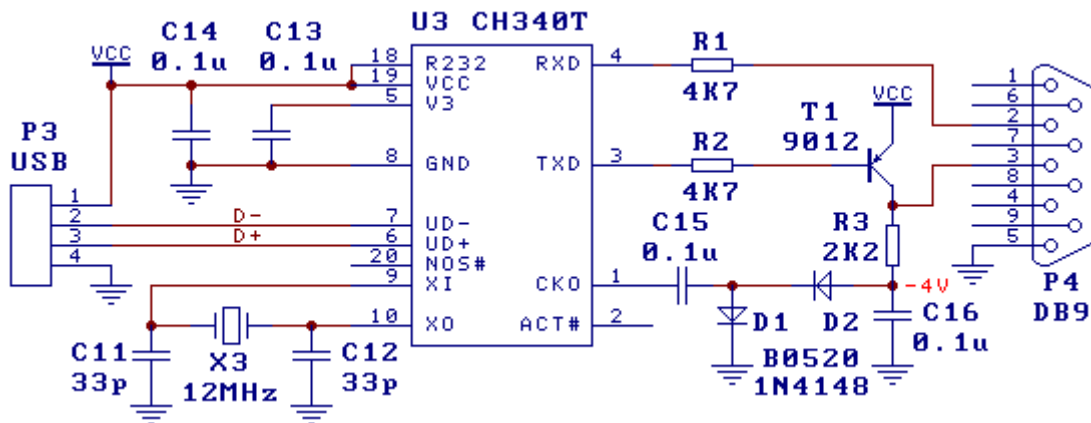 U3 CH340T
C14
C13
VCC
0.1u
0.1u
18
R232
19
VCC
5
V3
8
GND
7
UD-
6
UD+
20
NOS#
9
XI
10
XO
RXD
4
TXD
3
CKO
1
ACT#
2
R1
4K7
R2
4K7
VCC
T1
9012
P3
USB
1
2
3
4
D-
D+
C15
0.1u
R3
2K2
-4V
D1
D2
C16
0.1u
B0520
1N4148
C11
33p
X3
12MHz
C12
33p
1
6
2
7
3
8
4
9
5
P4
DB9